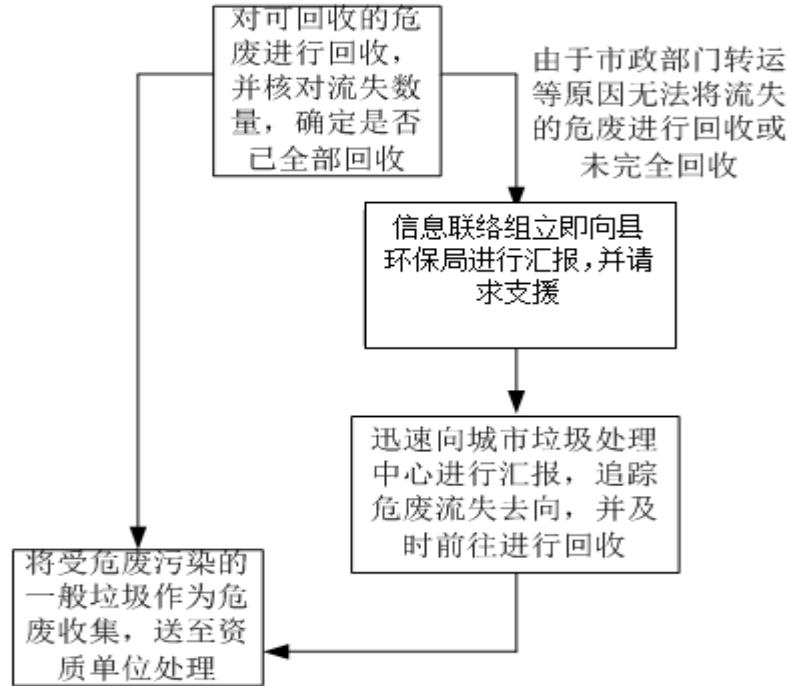 对可回收的危
废进行回收，
并核对流失数
量，确定是否
已全部回收
由于市政部门转运
等原因无法将流失
的危废进行回收或
未完全回收
信息联络组立即向县
环保局进行汇报，并请
求支援
迅速向城市垃圾处理
中心进行汇报，追踪
危废流失去向，并及
时前往进行回收
将受危废污染的
一般垃圾作为危
废收集，送至资
质单位处理